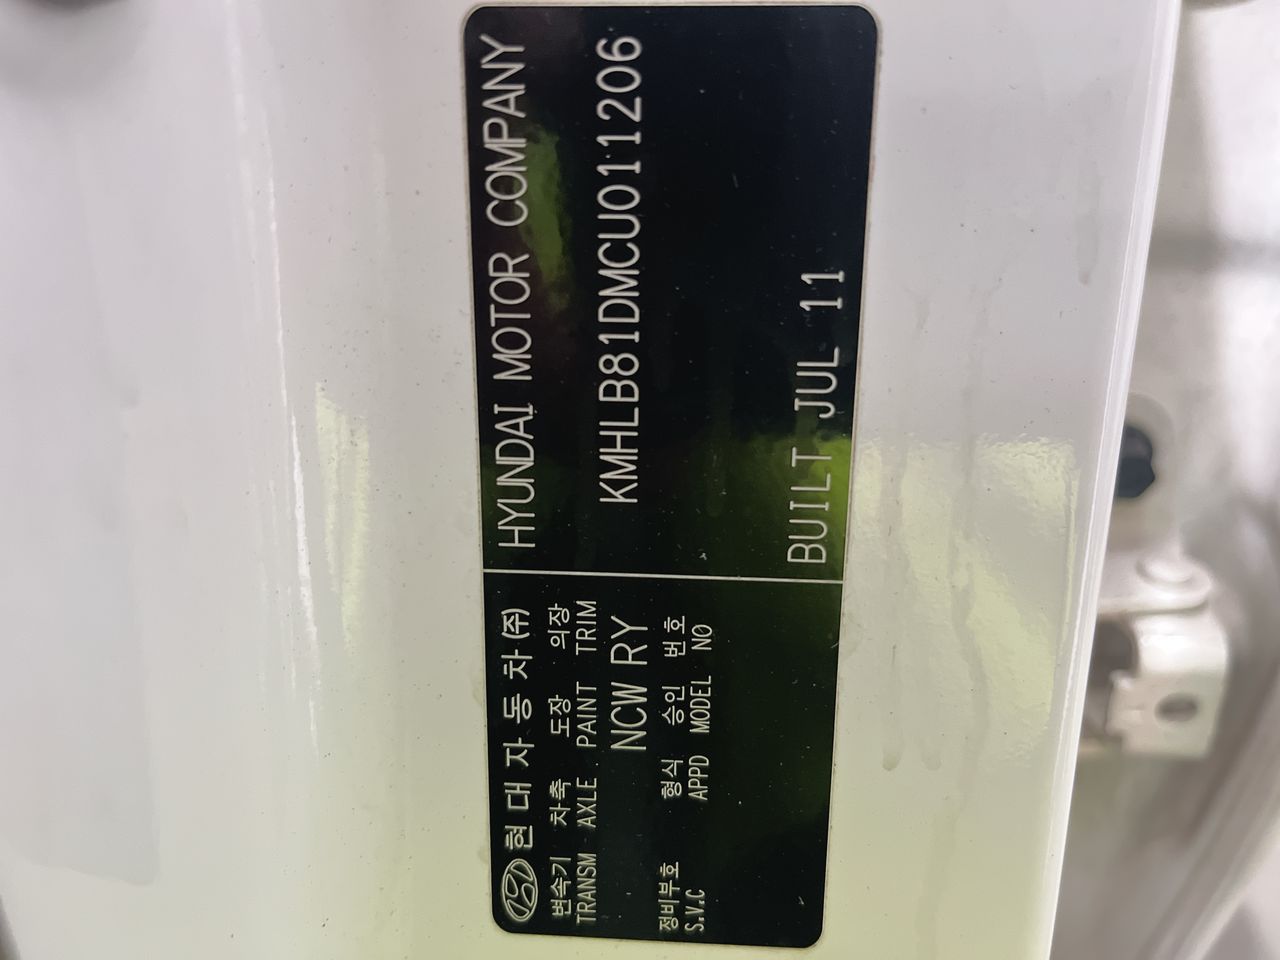 현대자동차(주)
변속기 차축 도장 의장
TRANSM AXLE PAINT TRIM
NCW RY
정비부호 형식 승인 번호
S.V.C APPD MODEL NO
HYUNDAI MOTOR COMPANY
KMHLB81DMCU011206
BUILT JUL 11